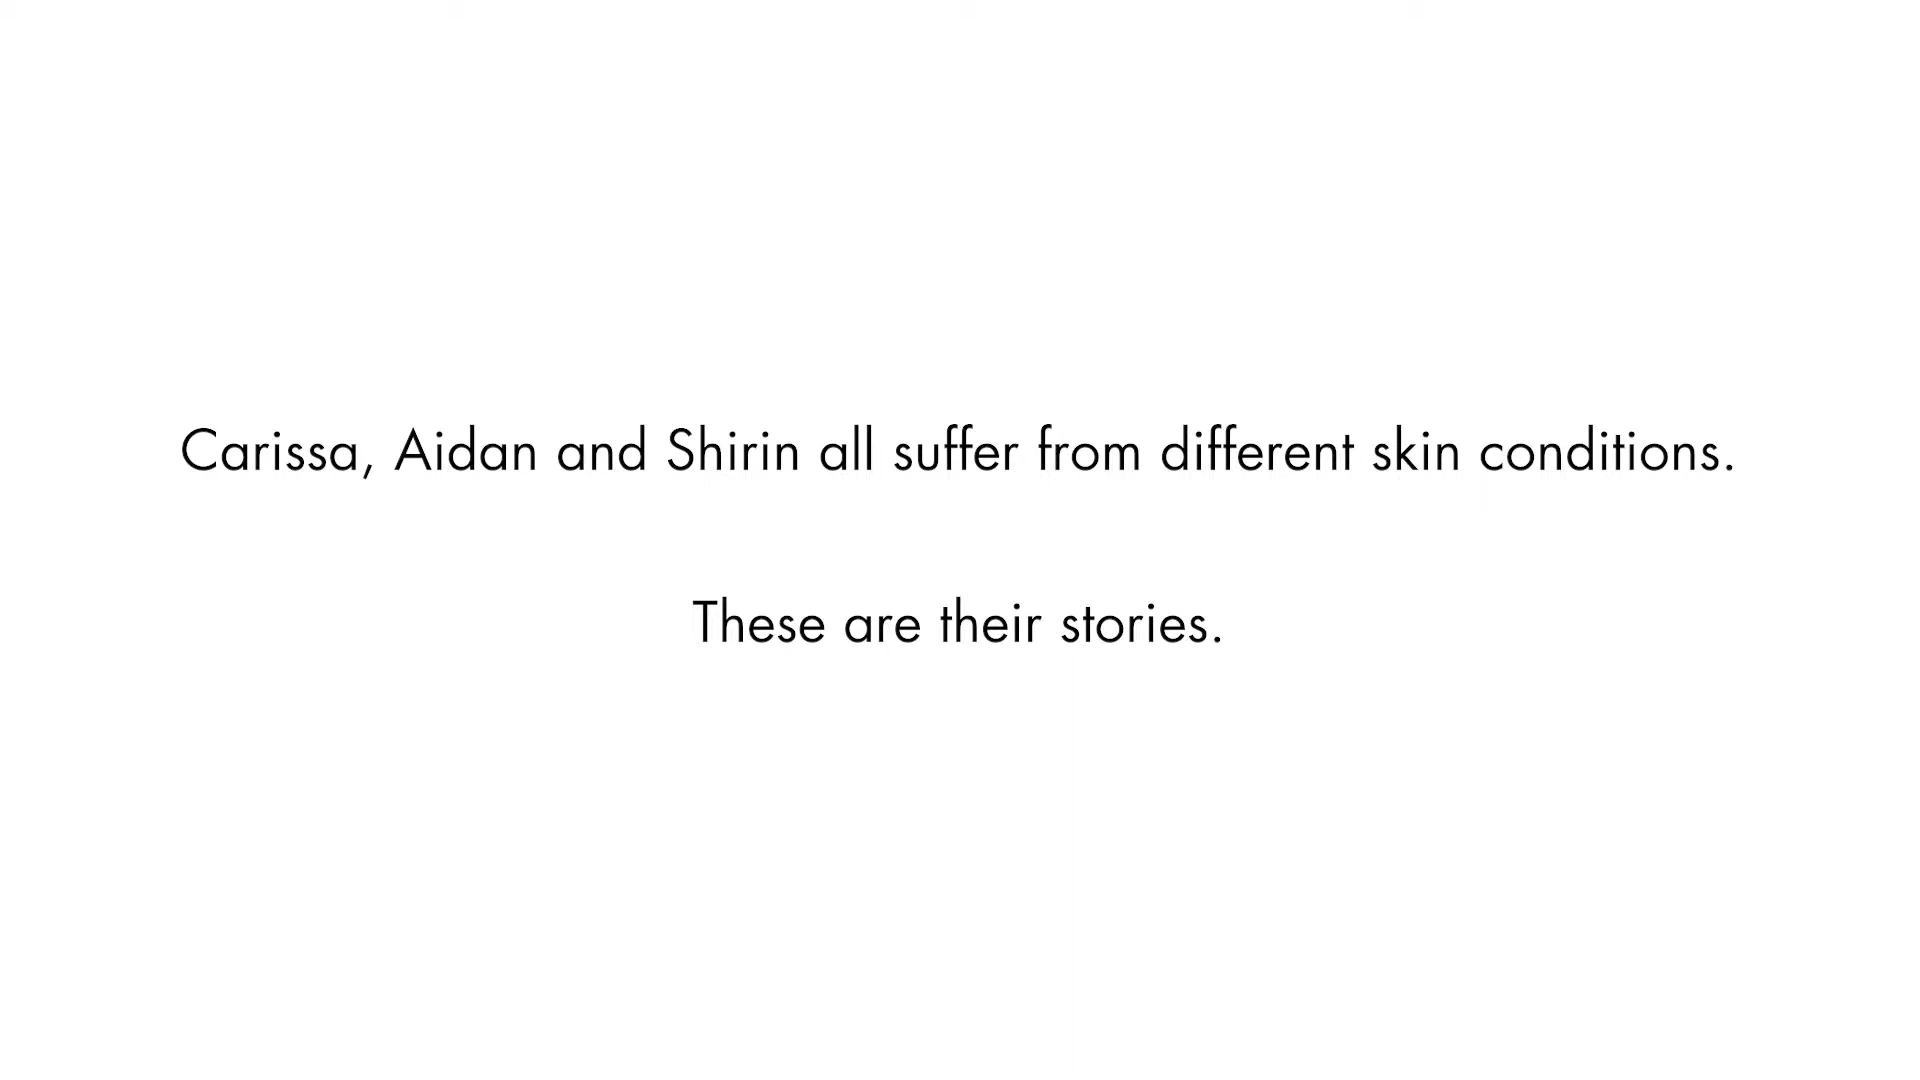 Carissa, Aidan and Shirin all suffer from different skin conditions.
These are their stories.